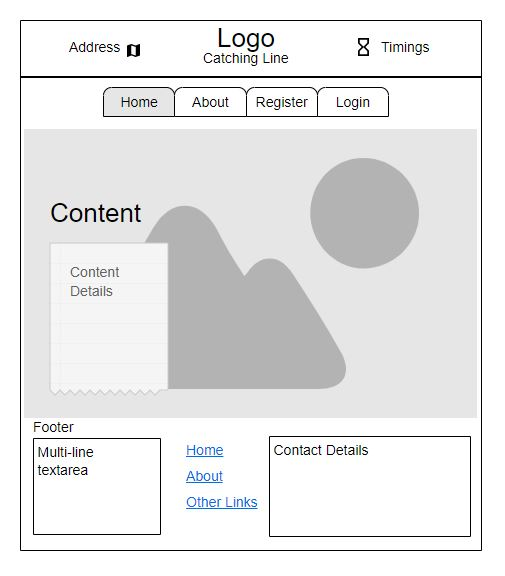 Address
Logo
Catching Line
Timings
Home
About
Register
Login
Content
Content
Details
Footer
Multi-line
textarea
Home
About
Other Links
Contact Details